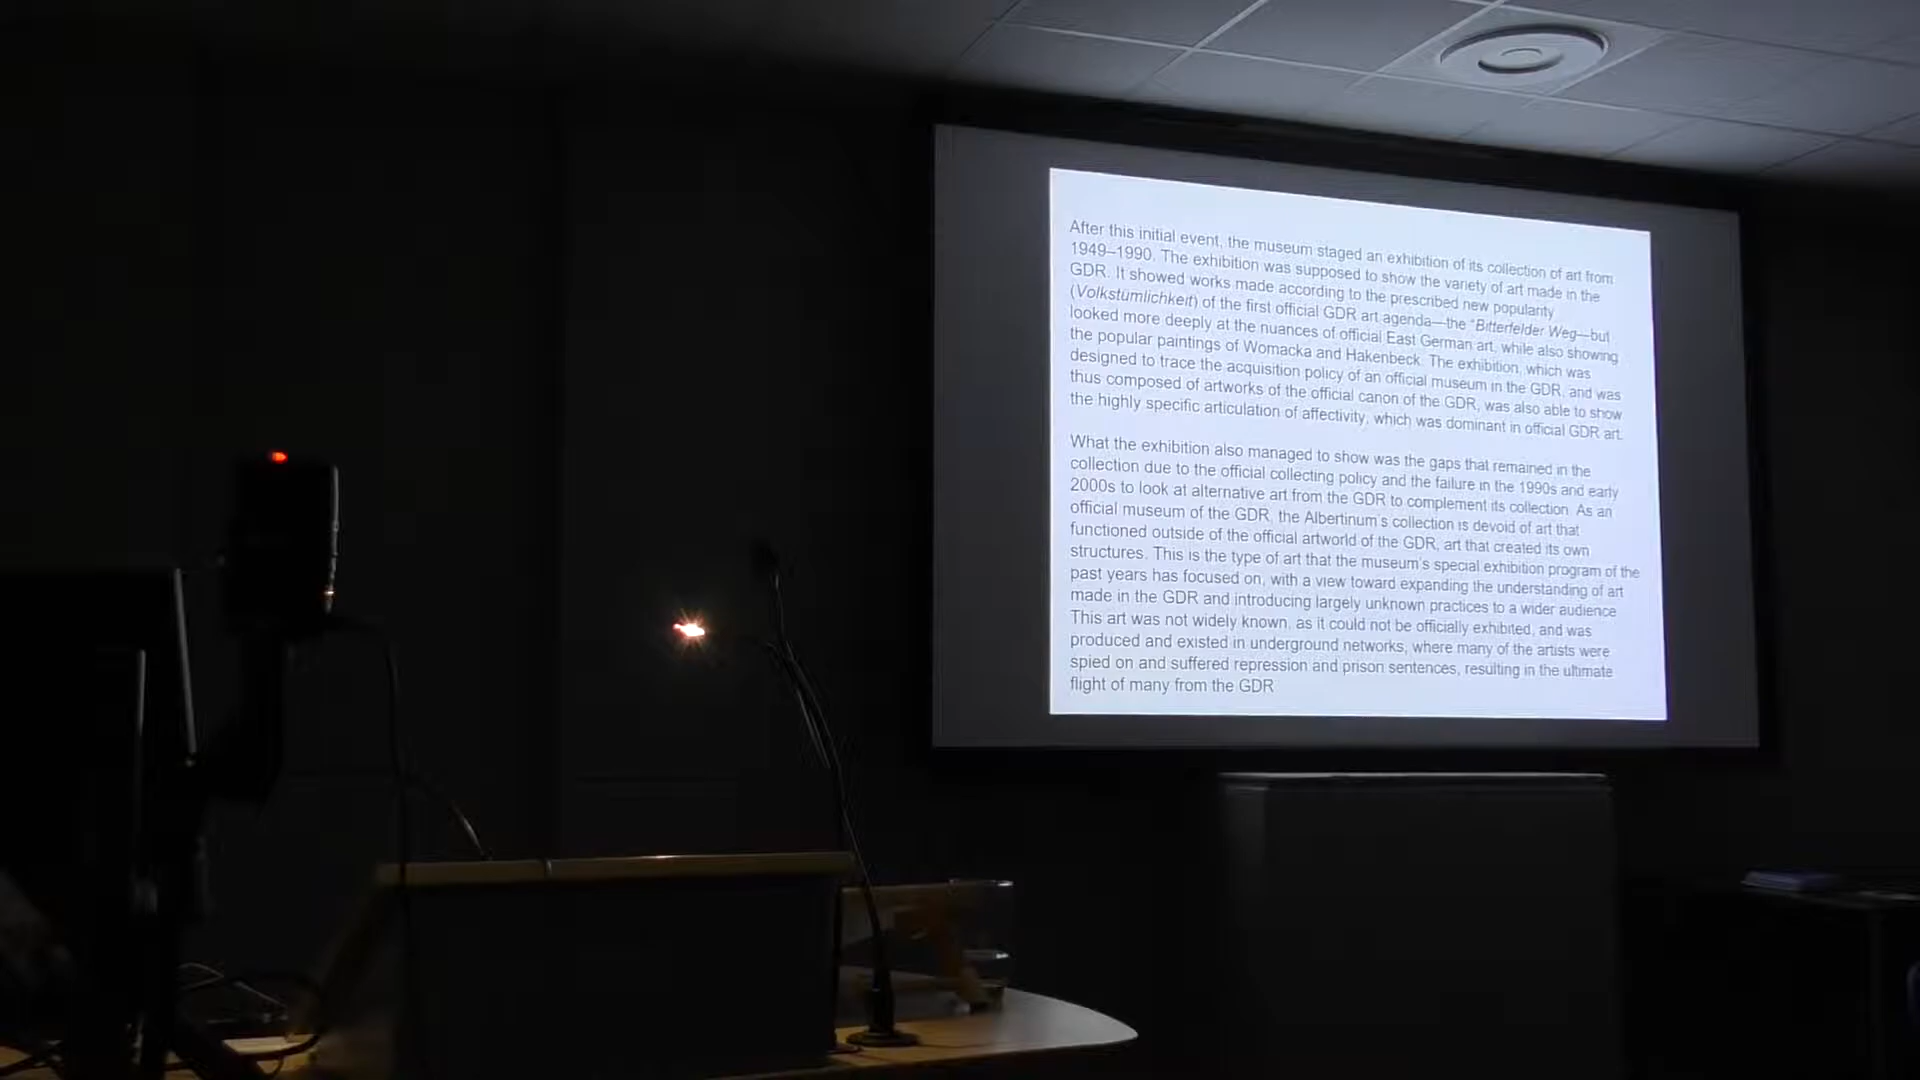 After this initial event, the museum staged an exhibition of its collection of art from
1949–1990. The exhibition was supposed to show the variety of art made in the
GDR. It showed works made according to the prescribed new popularity
(Volkstümlichkeit) of the first official GDR art agenda—the "Bitterfelder Weg—but
looked more deeply at the nuances of official East German art, while also showing
the popular paintings of Womacka and Hakenbeck. The exhibition, which was
designed to trace the acquisition policy of an official museum in the GDR, and was
thus composed of artworks of the official canon of the GDR, was also able to show
the highly specific articulation of affectivity, which was dominant in official GDR art.
What the exhibition also managed to show was the gaps that remained in the
collection due to the official collecting policy and the failure in the 1990s and early
2000s to look at alternative art from the GDR to complement its collection. As an
official museum of the GDR, the Albertinum's collection is devoid of art that
functioned outside of the official artworld of the GDR, art that created its own
structures. This is the type of art that the museum's special exhibition program of the
past years has focused on, with a view toward expanding the understanding of art
made in the GDR and introducing largely unknown practices to a wider audience
This art was not widely known, as it could not be officially exhibited, and was
produced and existed in underground networks, where many of the artists were
spied on and suffered repression and prison sentences, resulting in the ultimate
flight of many from the GDR